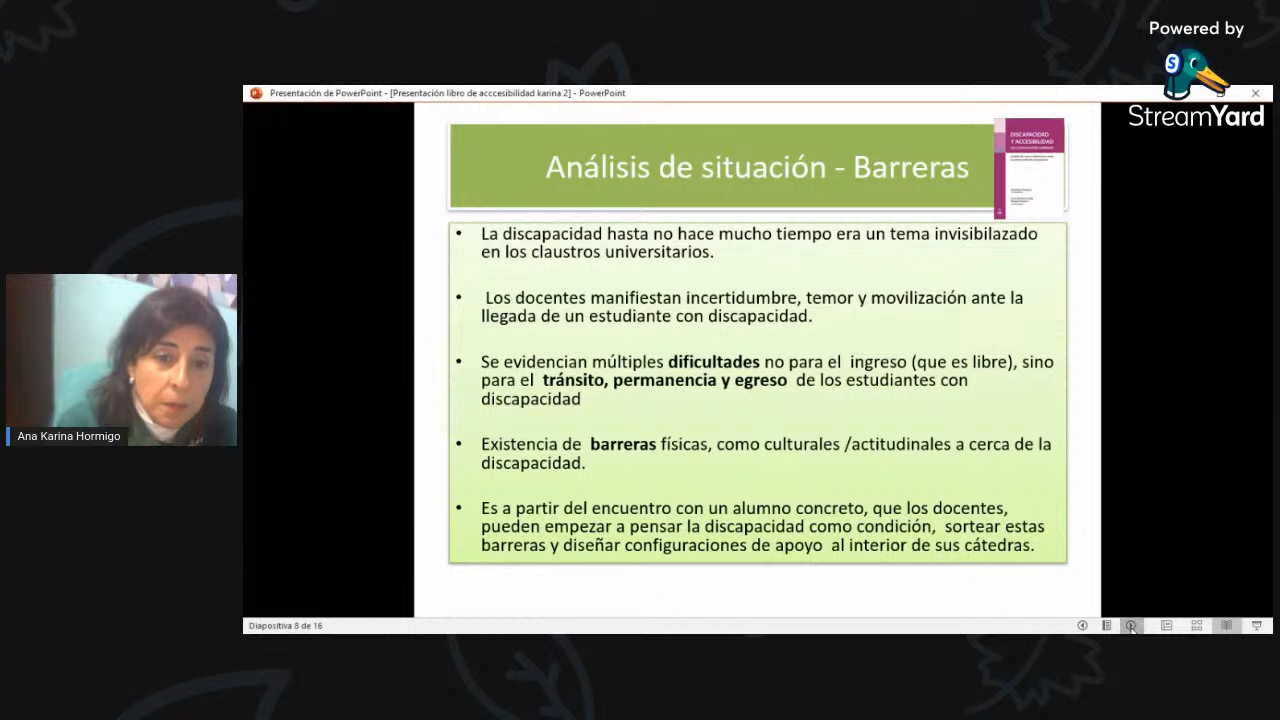 Powered by
StreamYard
Presentación de PowerPoint - [Presentación libro de acccesibilidad karina 2] - PowerPoint
Análisis de situación - Barreras
DISCAPACIDAD
Y ACCESIBILIDAD
• La discapacidad hasta no hace mucho tiempo era un tema invisibilazado
en los claustros universitarios.
• Los docentes manifiestan incertidumbre, temor y movilización ante la
llegada de un estudiante con discapacidad.
• Se evidencian múltiples dificultades no para el ingreso (que es libre), sino
para el tránsito, permanencia y egreso de los estudiantes con
discapacidad
• Existencia de barreras físicas, como culturales /actitudinales a cerca de la
discapacidad.
• Es a partir del encuentro con un alumno concreto, que los docentes,
pueden empezar a pensar la discapacidad como condición, sortear estas
barreras y diseñar configuraciones de apoyo al interior de sus cátedras.
Ana Karina Hormigo
Diapositiva 8 de 16